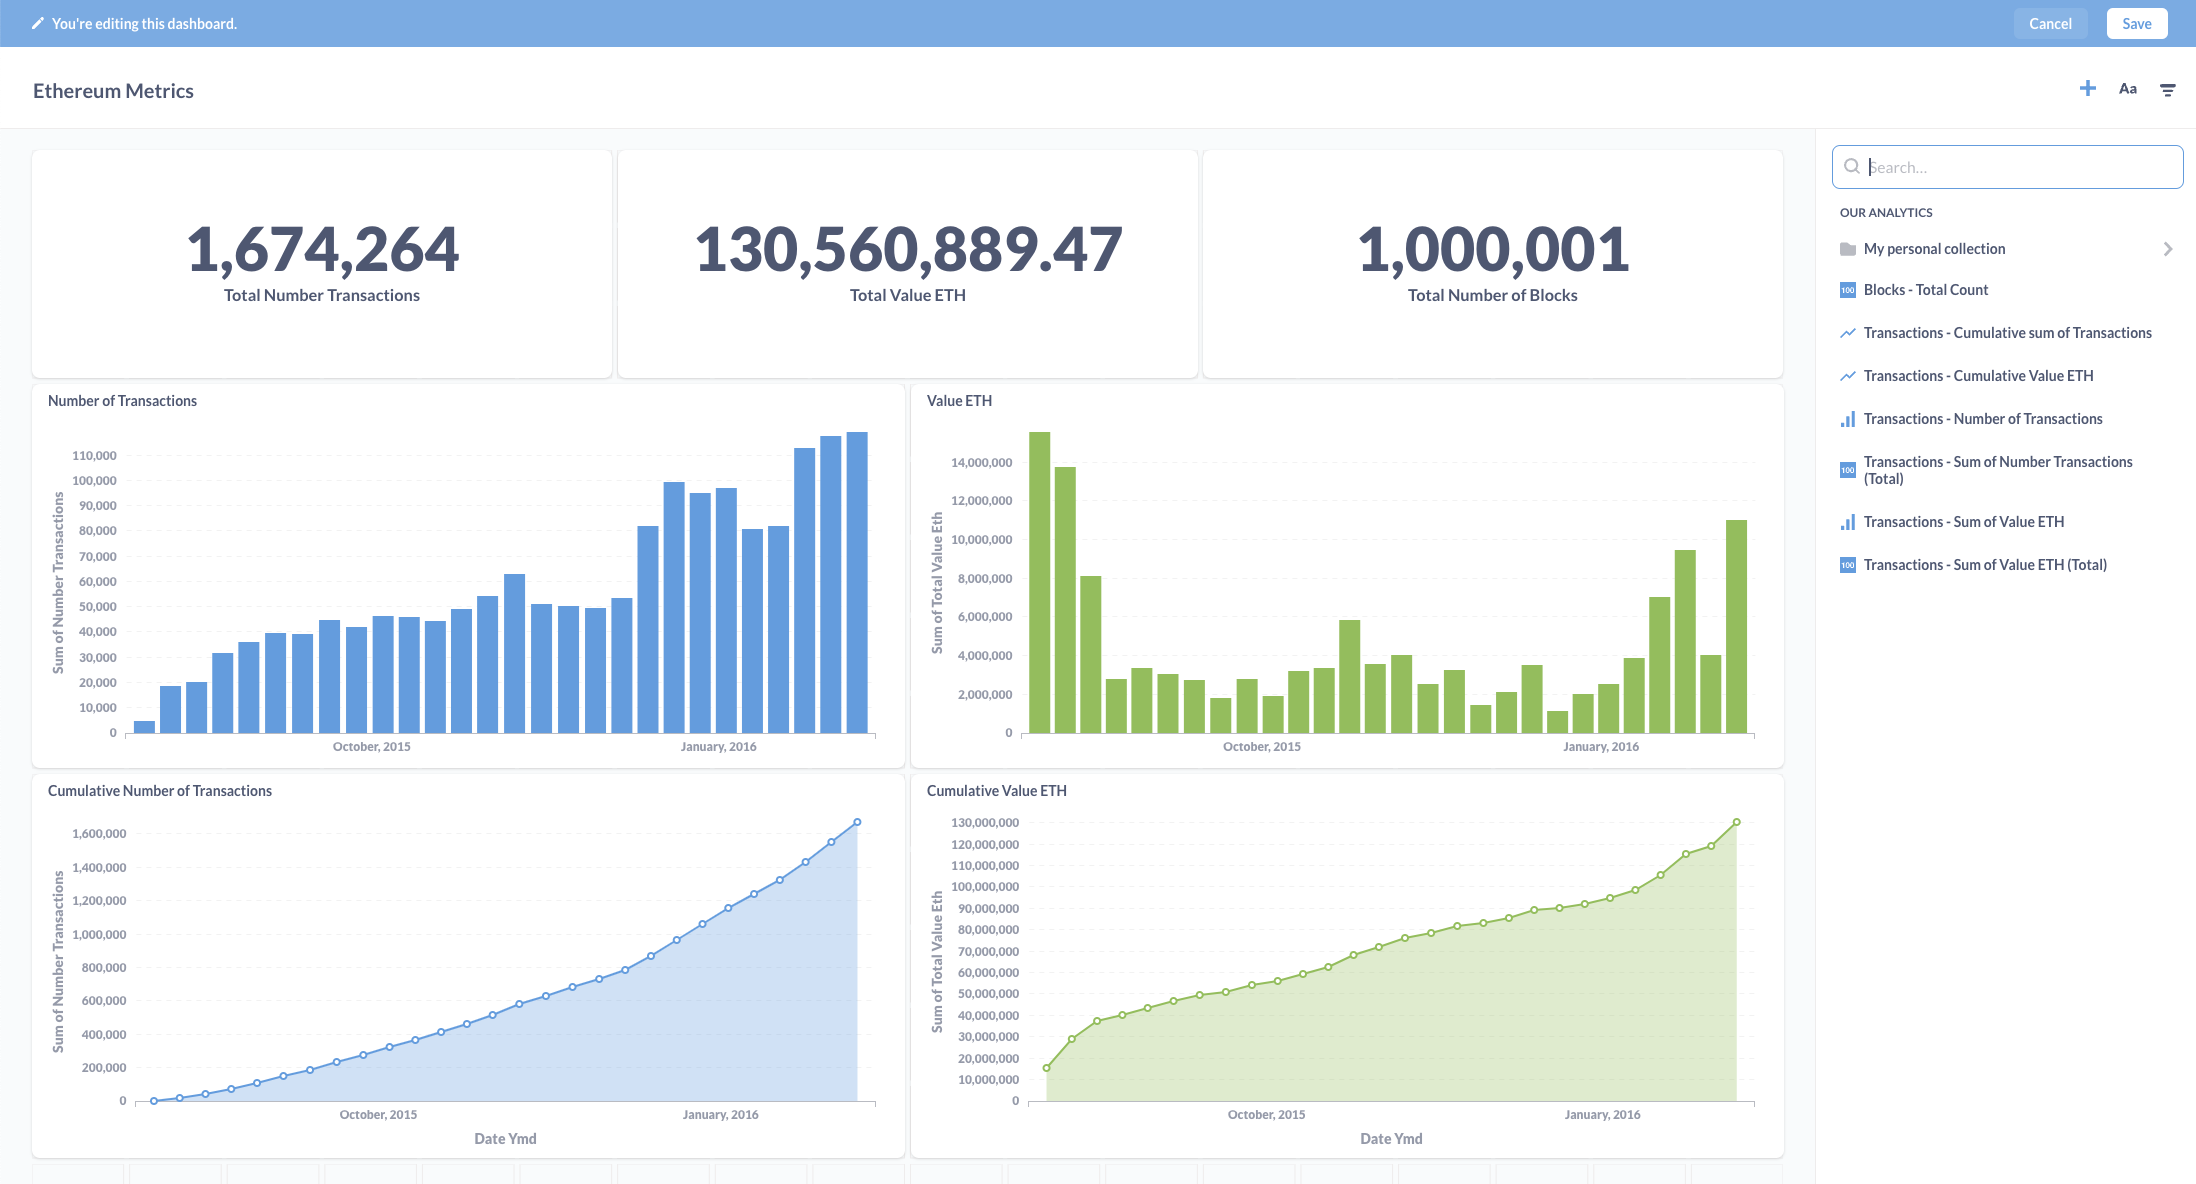 You're editing this dashboard.
Cancel
Save
Ethereum Metrics
Aa
1,674,264
Total Number Transactions
130,560,889.47
Total Value ETH
1,000,001
Total Number of Blocks
Number of Transactions
Sum of Number Transactions
110,000
100,000
90,000
80,000
70,000
60,000
50,000
40,000
30,000
20,000
10,000
0
October, 2015
January, 2016
Value ETH
Sum of Total Value Eth
14,000,000
12,000,000
10,000,000
8,000,000
6,000,000
4,000,000
2,000,000
0
October, 2015
January, 2016
Cumulative Number of Transactions
Sum of Number Transactions
1,600,000
1,400,000
1,200,000
1,000,000
800,000
600,000
400,000
200,000
0
October, 2015
January, 2016
Date Ymd
Cumulative Value ETH
Sum of Total Value Eth
130,000,000
120,000,000
110,000,000
100,000,000
90,000,000
80,000,000
70,000,000
60,000,000
50,000,000
40,000,000
30,000,000
20,000,000
10,000,000
0
October, 2015
January, 2016
Date Ymd
Search...
OUR ANALYTICS
My personal collection
100 Blocks - Total Count
Transactions - Cumulative sum of Transactions
Transactions - Cumulative Value ETH
Transactions - Number of Transactions
100 Transactions - Sum of Number Transactions
(Total)
Transactions - Sum of Value ETH
100 Transactions - Sum of Value ETH (Total)